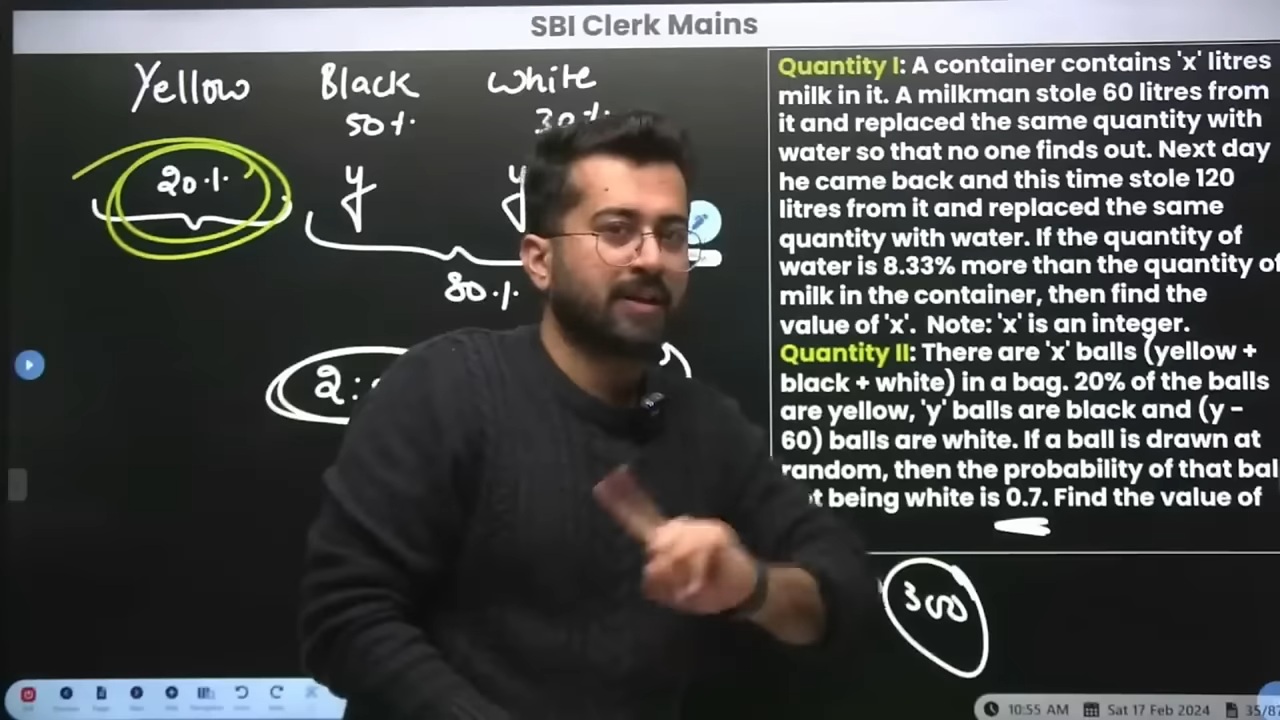 SBI Clerk Mains
Yellow Black White
50% 30%
20% y y
80%
2:
Quantity I: A container contains 'x' litres
milk in it. A milkman stole 60 litres from
it and replaced the same quantity with
water so that no one finds out. Next day
he came back and this time stole 120
litres from it and replaced the same
quantity with water. If the quantity of
water is 8.33% more than the quantity of
milk in the container, then find the
value of 'x'. Note: 'x' is an integer.
Quantity II: There are 'x' balls (yellow +
black + white) in a bag. 20% of the balls
are yellow, 'y' balls are black and (y -
60) balls are white. If a ball is drawn at
random, then the probability of that bal
being white is 0.7. Find the value of
300
10:55 AM Sat 17 Feb 2024 35/87